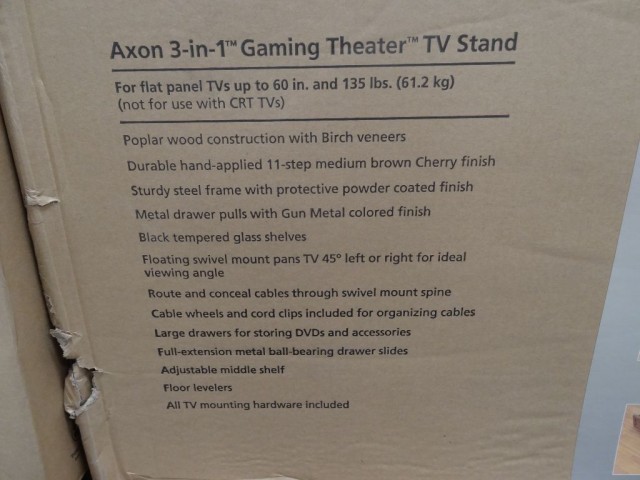 Axon 3-in-1™ Gaming Theater™ TV Stand
For flat panel TVs up to 60 in. and 135 lbs. (61.2 kg)
(not for use with CRT TVs)
Poplar wood construction with Birch veneers
Durable hand-applied 11-step medium brown Cherry finish
Sturdy steel frame with protective powder coated finish
Metal drawer pulls with Gun Metal colored finish
Black tempered glass shelves
Floating swivel mount pans TV 45° left or right for ideal
viewing angle
Route and conceal cables through swivel mount spine
Cable wheels and cord clips included for organizing cables
Large drawers for storing DVDs and accessories
Full-extension metal ball-bearing drawer slides
Adjustable middle shelf
Floor levelers
All TV mounting hardware included